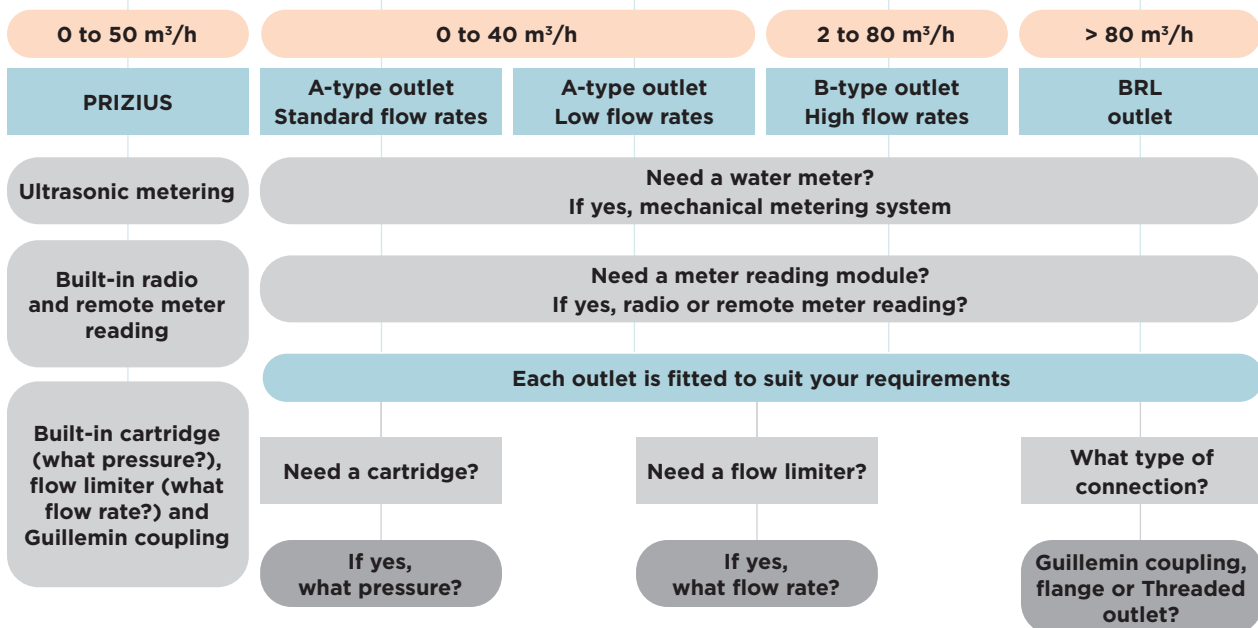 0 to 50 m³/h
0 to 40 m³/h
2 to 80 m³/h
> 80 m³/h
PRIZIUS
A-type outlet
Standard flow rates
A-type outlet
Low flow rates
B-type outlet
High flow rates
BRL
outlet
Ultrasonic metering
Need a water meter?
If yes, mechanical metering system
Built-in radio
and remote meter
reading
Need a meter reading module?
If yes, radio or remote meter reading?
Each outlet is fitted to suit your requirements
Built-in cartridge
(what pressure?),
flow limiter (what
flow rate?) and
Guillemin coupling
Need a cartridge?
Need a flow limiter?
What type of
connection?
If yes,
what pressure?
If yes,
what flow rate?
Guillemin coupling,
flange or Threaded
outlet?